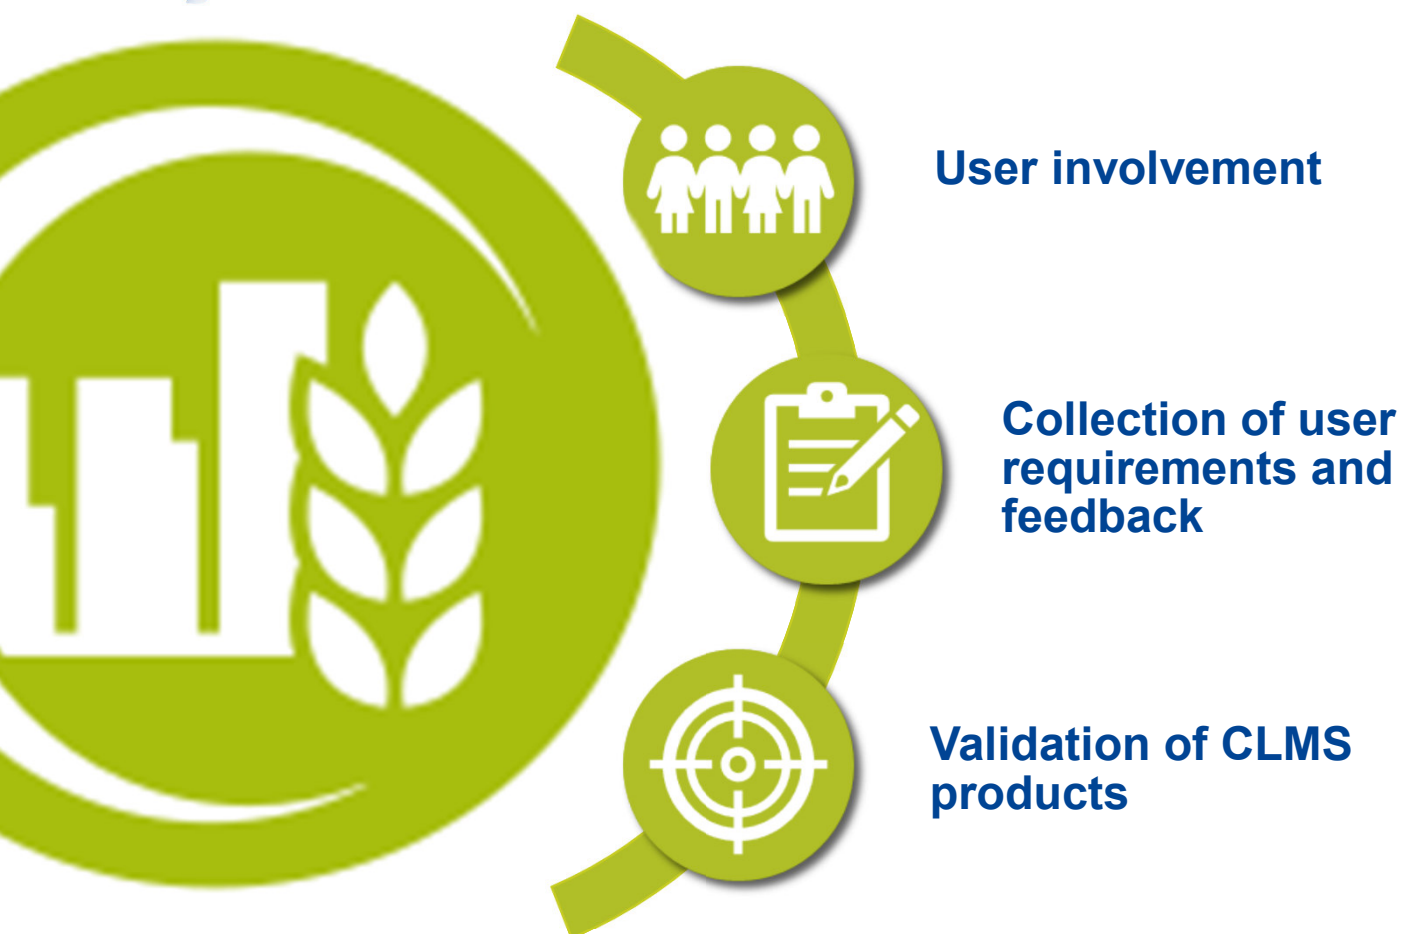 User involvement
Collection of user
requirements and
feedback
Validation of CLMS
products